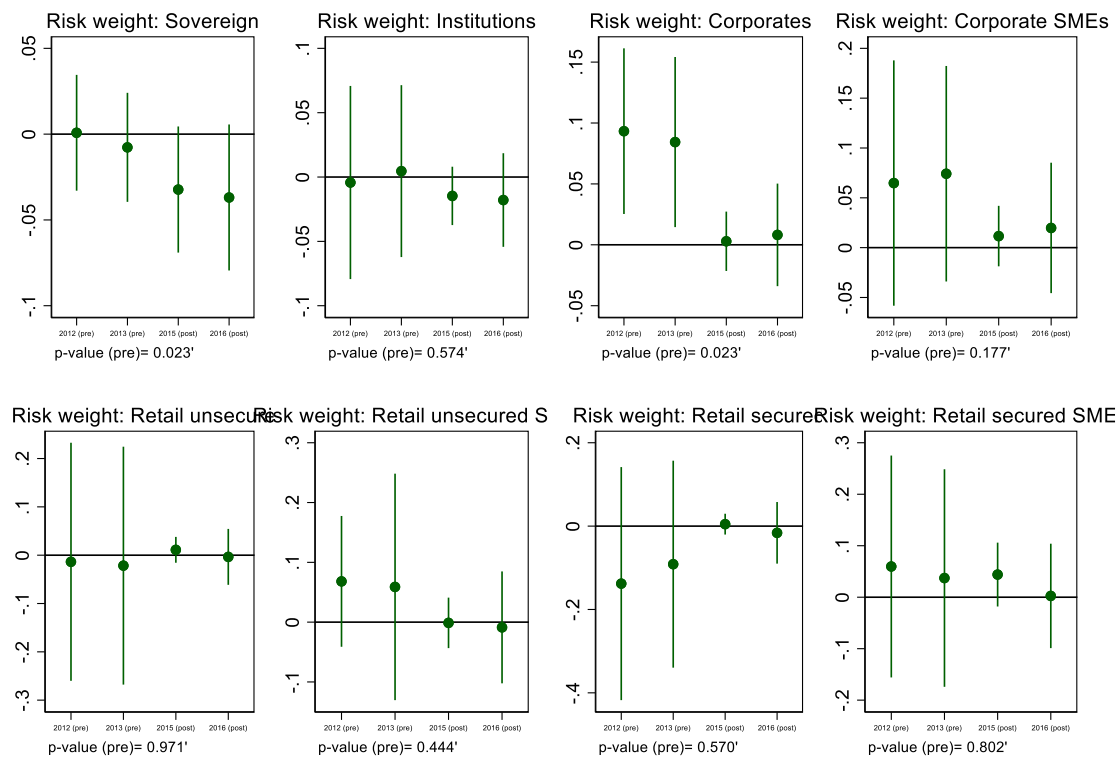 Risk weight: Sovereign
.05
0
-.05
-.1
2012 (pre) 2013 (pre) 2015 (post) 2016 (post)
p-value (pre)= 0.023'
Risk weight: Institutions
.1
.05
0
-.05
-.1
2012 (pre) 2013 (pre) 2015 (post) 2016 (post)
p-value (pre)= 0.574'
Risk weight: Corporates
.15
.1
.05
0
-.05
2012 (pre) 2013 (pre) 2015 (post) 2016 (post)
p-value (pre)= 0.023'
Risk weight: Corporate SMEs
.2
.15
.1
.05
0
-.05
2012 (pre) 2013 (pre) 2015 (post) 2016 (post)
p-value (pre)= 0.177'
Risk weight: Retail unsecure
.2
.1
0
-.1
-.2
-.3
2012 (pre) 2013 (pre) 2015 (post) 2016 (post)
p-value (pre)= 0.971'
Risk weight: Retail unsecured S
.3
.2
.1
0
-.1
2012 (pre) 2013 (pre) 2015 (post) 2016 (post)
p-value (pre)= 0.444'
Risk weight: Retail secured
.2
0
-.2
-.4
2012 (pre) 2013 (pre) 2015 (post) 2016 (post)
p-value (pre)= 0.570'
Risk weight: Retail secured SME
.3
.2
.1
0
-.1
-.2
2012 (pre) 2013 (pre) 2015 (post) 2016 (post)
p-value (pre)= 0.802'